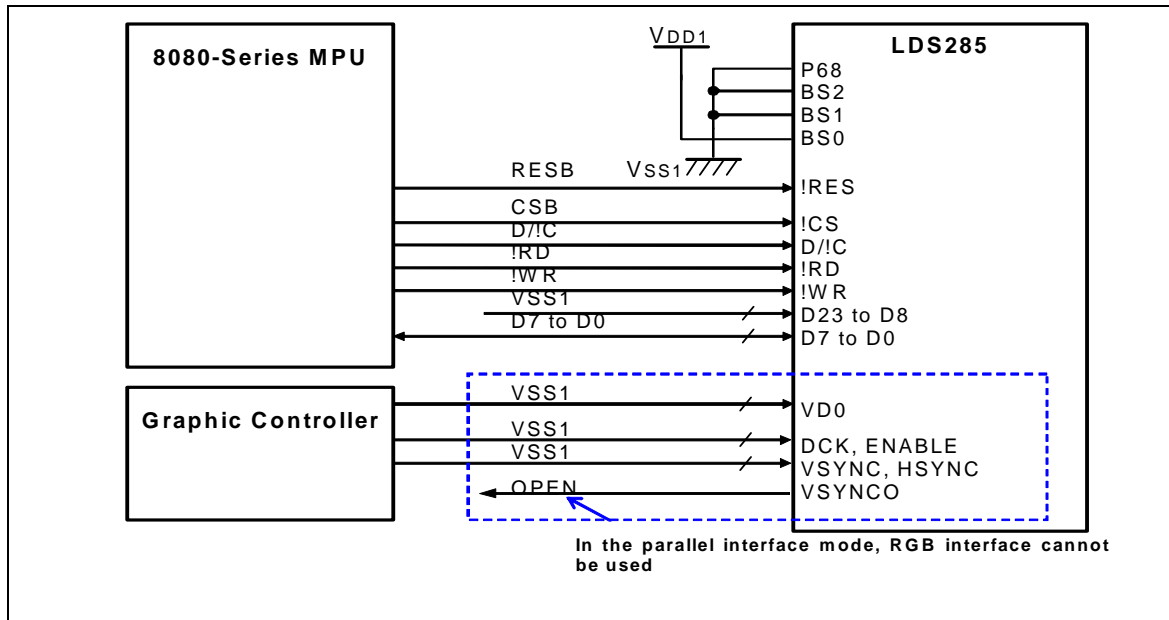 8080-Series MPU
VDD1
LDS285
P68
BS2
BS1
BS0
VSS1
RESB
!RES
CSB
!CS
D/!C
D/!C
!RD
!RD
!WR
!WR
VSS1
D23 to D8
D7 to D0
D7 to D0
Graphic Controller
VSS1
VD0
VSS1
DCK, ENABLE
VSS1
VSYNC, HSYNC
OPEN
VSYNCO
In the parallel interface mode, RGB interface cannot
be used